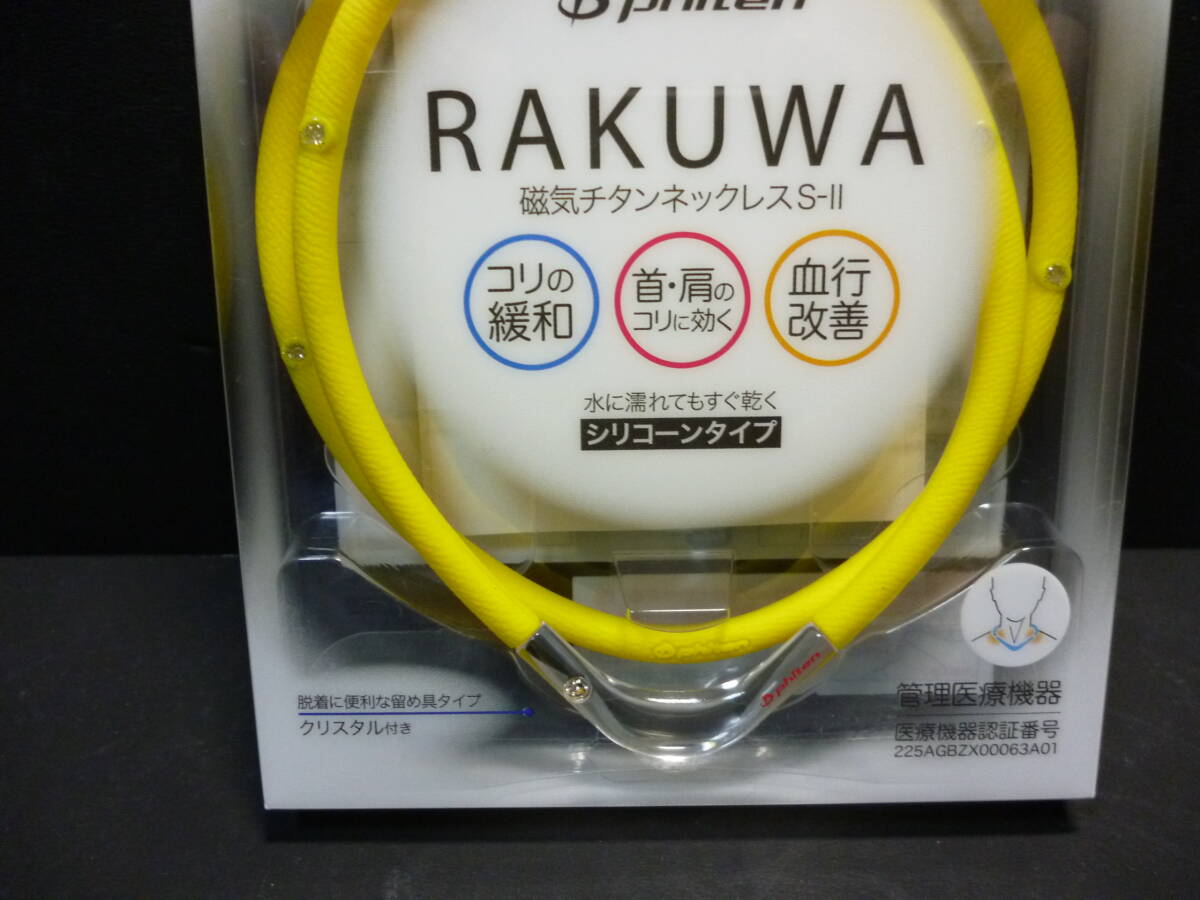 phiten
RAKUWA
磁気チタンネックレスS-II
コリの
緩和
首・肩の
コリに効く
血行
改善
水に濡れてもすぐ乾く
シリコーンタイプ
phiten
phiten
脱着に便利な留め具タイプ
クリスタル付き
管理医療機器
医療機器認証番号
225AGBZX00063A01